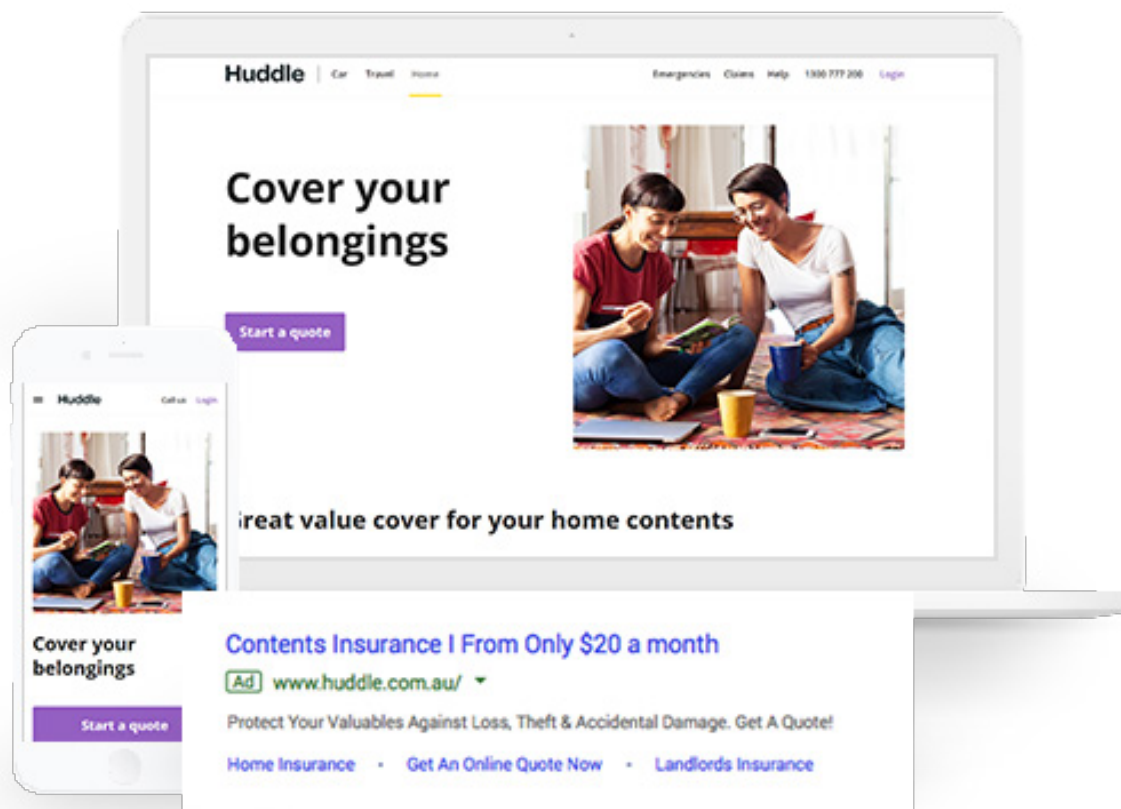 Huddle | Car Travel Home Emergencies Claims Help 1300 777 200 Login
Cover your
belongings
Start a quote
Great value cover for your home contents
Huddle Call us Login
Cover your
belongings
Start a quote
Contents Insurance I From Only $20 a month
Ad www.huddle.com.au/
Protect Your Valuables Against Loss, Theft & Accidental Damage. Get A Quote!
Home Insurance - Get An Online Quote Now - Landlords Insurance